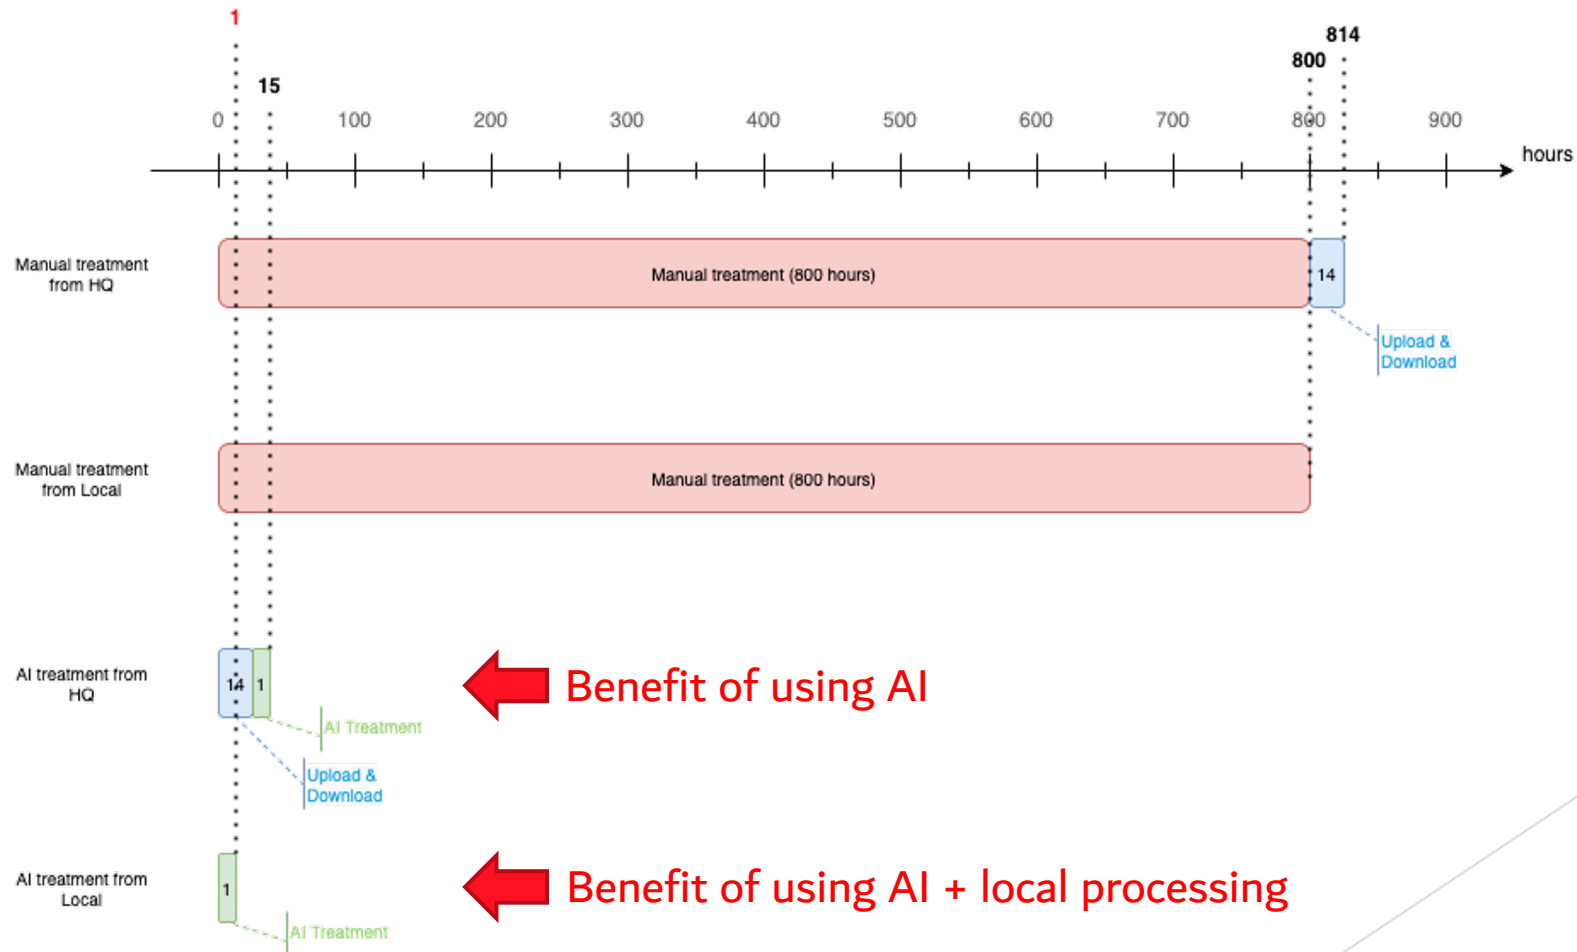 1
814
800
15
0
100
200
300
400
500
600
700
800
900
hours
Manual treatment
from HQ
Manual treatment (800 hours)
14
Upload &
Download
Manual treatment
from Local
Manual treatment (800 hours)
AI treatment from
HQ
14
1
Benefit of using AI
AI Treatment
Upload &
Download
AI treatment from
Local
1
Benefit of using AI + local processing
AI Treatment